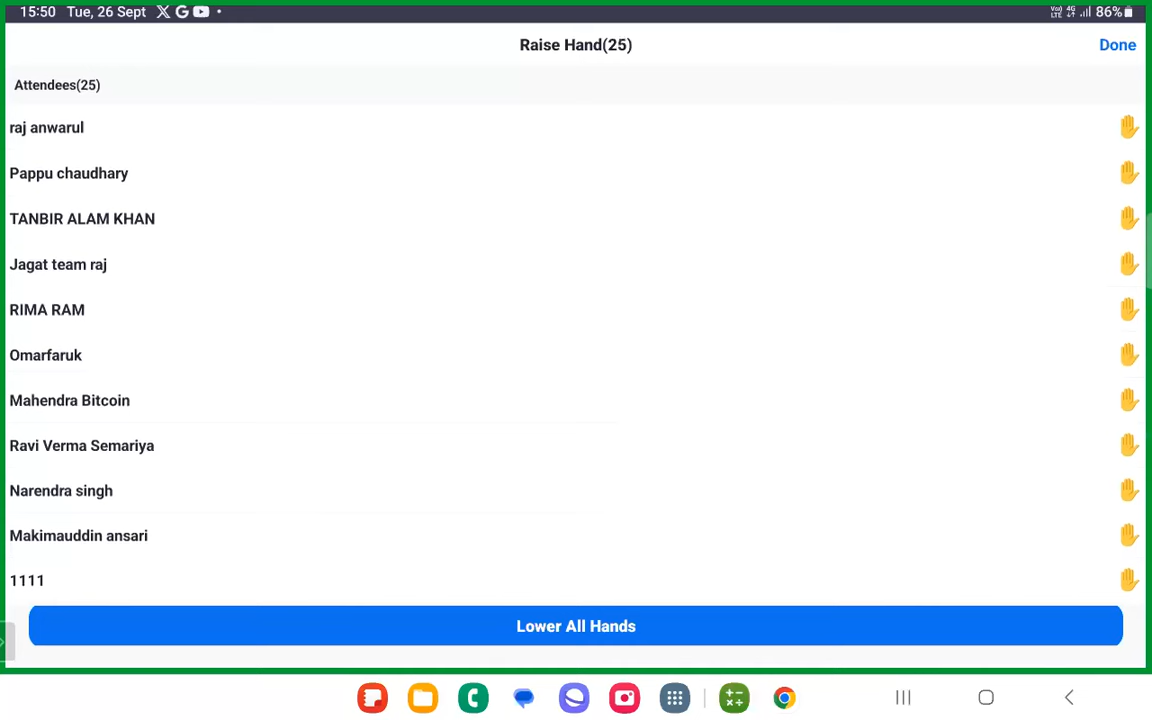 15:50 Tue, 26 Sept X G • 4G 86%
Raise Hand(25)
Done
Attendees(25)
raj anwarul
Pappu chaudhary
TANBIR ALAM KHAN
Jagat team raj
RIMA RAM
Omarfaruk
Mahendra Bitcoin
Ravi Verma Semariya
Narendra singh
Makimauddin ansari
1111
Lower All Hands